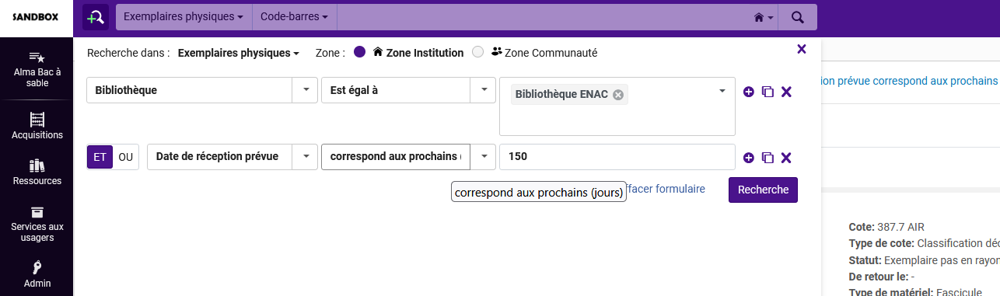 SANDBOX
Exemplaires physiques
Code-barres
Alma Bac à
sable
Acquisitions
Ressources
Services aux
usagers
Admin
Recherche dans : Exemplaires physiques
Zone : Zone Institution Zone Communauté
Bibliothèque
Est égal à
Bibliothèque ENAC
ET OU
Date de réception prévue
correspond aux prochains (
150
correspond aux prochains (jours)
ffacer formulaire
Recherche
ion prévue correspond aux prochains
Cote: 387.7 AIR
Type de cote: Classification déc
Statut: Exemplaire pas en rayon
De retour le: -
Type de matériel: Fascicule